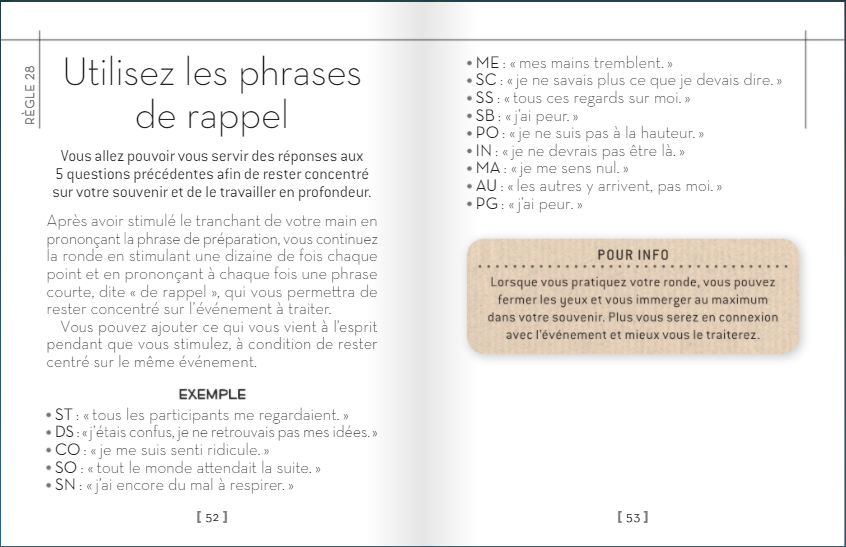 RÈGLE 28
Utilisez les phrases
de rappel
Vous allez pouvoir vous servir des réponses aux
5 questions précédentes afin de rester concentré
sur votre souvenir et de le travailler en profondeur.
Après avoir stimulé le tranchant de votre main en
prononçant la phrase de préparation, vous continuez
la ronde en stimulant une dizaine de fois chaque
point et en prononçant à chaque fois une phrase
courte, dite « de rappel », qui vous permettra de
rester concentré sur l'événement à traiter.
Vous pouvez ajouter ce qui vous vient à l'esprit
pendant que vous stimulez, à condition de rester
centré sur le même événement.
EXEMPLE
• ST : « tous les participants me regardaient. »
• DS : « j'étais confus, je ne retrouvais pas mes idées. »
• CO : « je me suis senti ridicule. »
• SO : « tout le monde attendait la suite. »
• SN : « j'ai encore du mal à respirer. »
[ 52 ]
• ME : « mes mains tremblent. »
• SC : « je ne savais plus ce que je devais dire. »
• SS : « tous ces regards sur moi. »
• SB : « j'ai peur. »
• PO : « je ne suis pas à la hauteur. »
• IN : « je ne devrais pas être là. »
• MA : « je me sens nul. »
• AU : « les autres y arrivent, pas moi. »
• PG : « j'ai peur. »
POUR INFO
Lorsque vous pratiquez votre ronde, vous pouvez
fermer les yeux et vous immerger au maximum
dans votre souvenir. Plus vous serez en connexion
avec l'événement et mieux vous le traiterez.
[ 53 ]